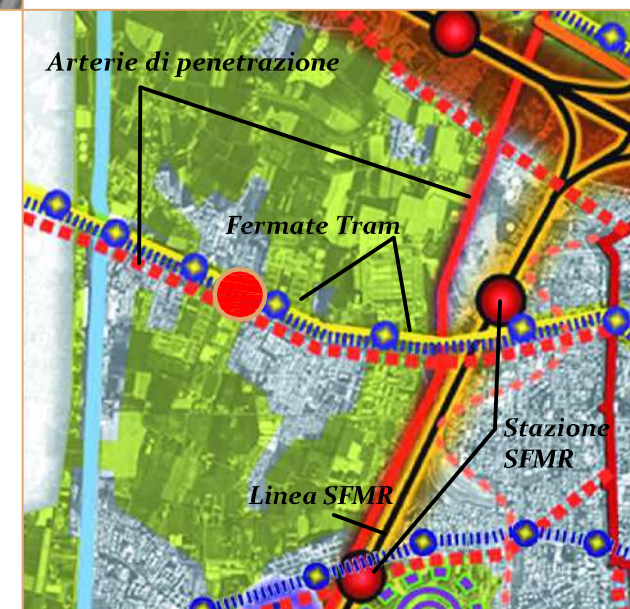 Arterie di penetrazione
Fermate Tram
Stazione
SFMR
Linea SFMR